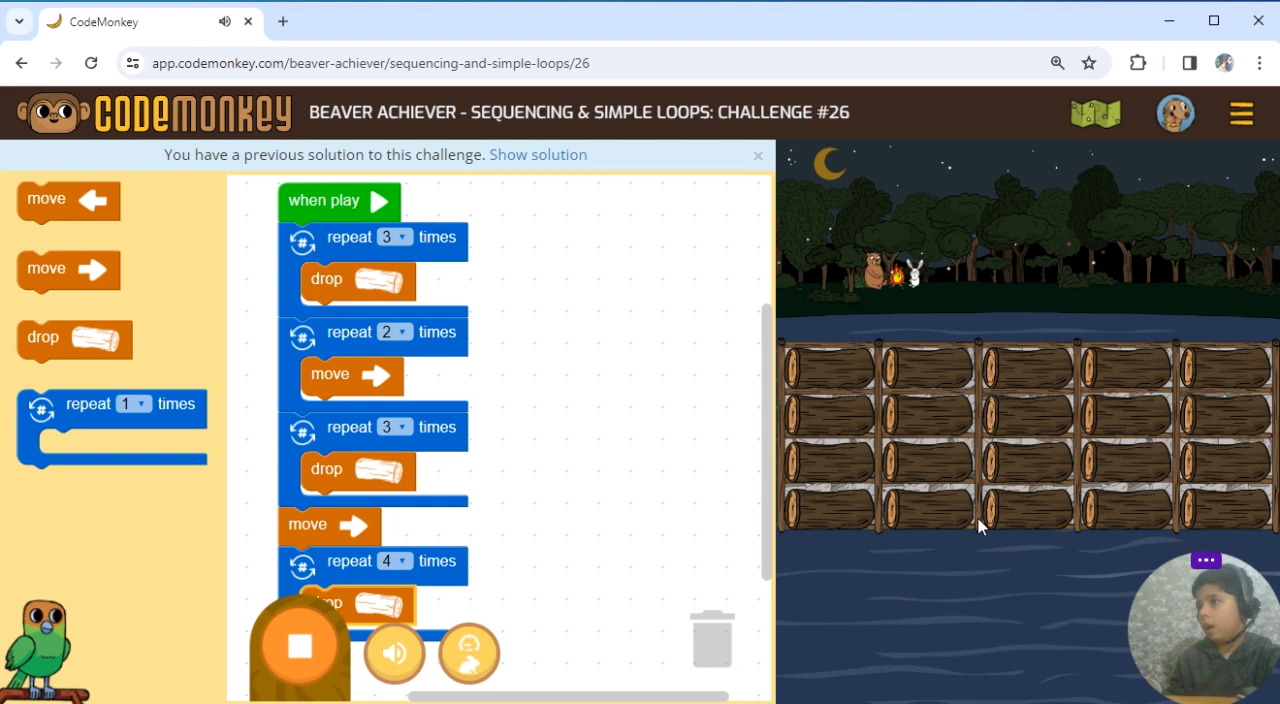 CodeMonkey
app.codemonkey.com/beaver-achiever/sequencing-and-simple-loops/26
CODEMONKEY
BEAVER ACHIEVER - SEQUENCING & SIMPLE LOOPS: CHALLENGE #26
You have a previous solution to this challenge. Show solution
move
move
drop
# repeat 1 times
when play
# repeat 3 times
drop
# repeat 2 times
move
# repeat 3 times
drop
move
# repeat 4 times
drop